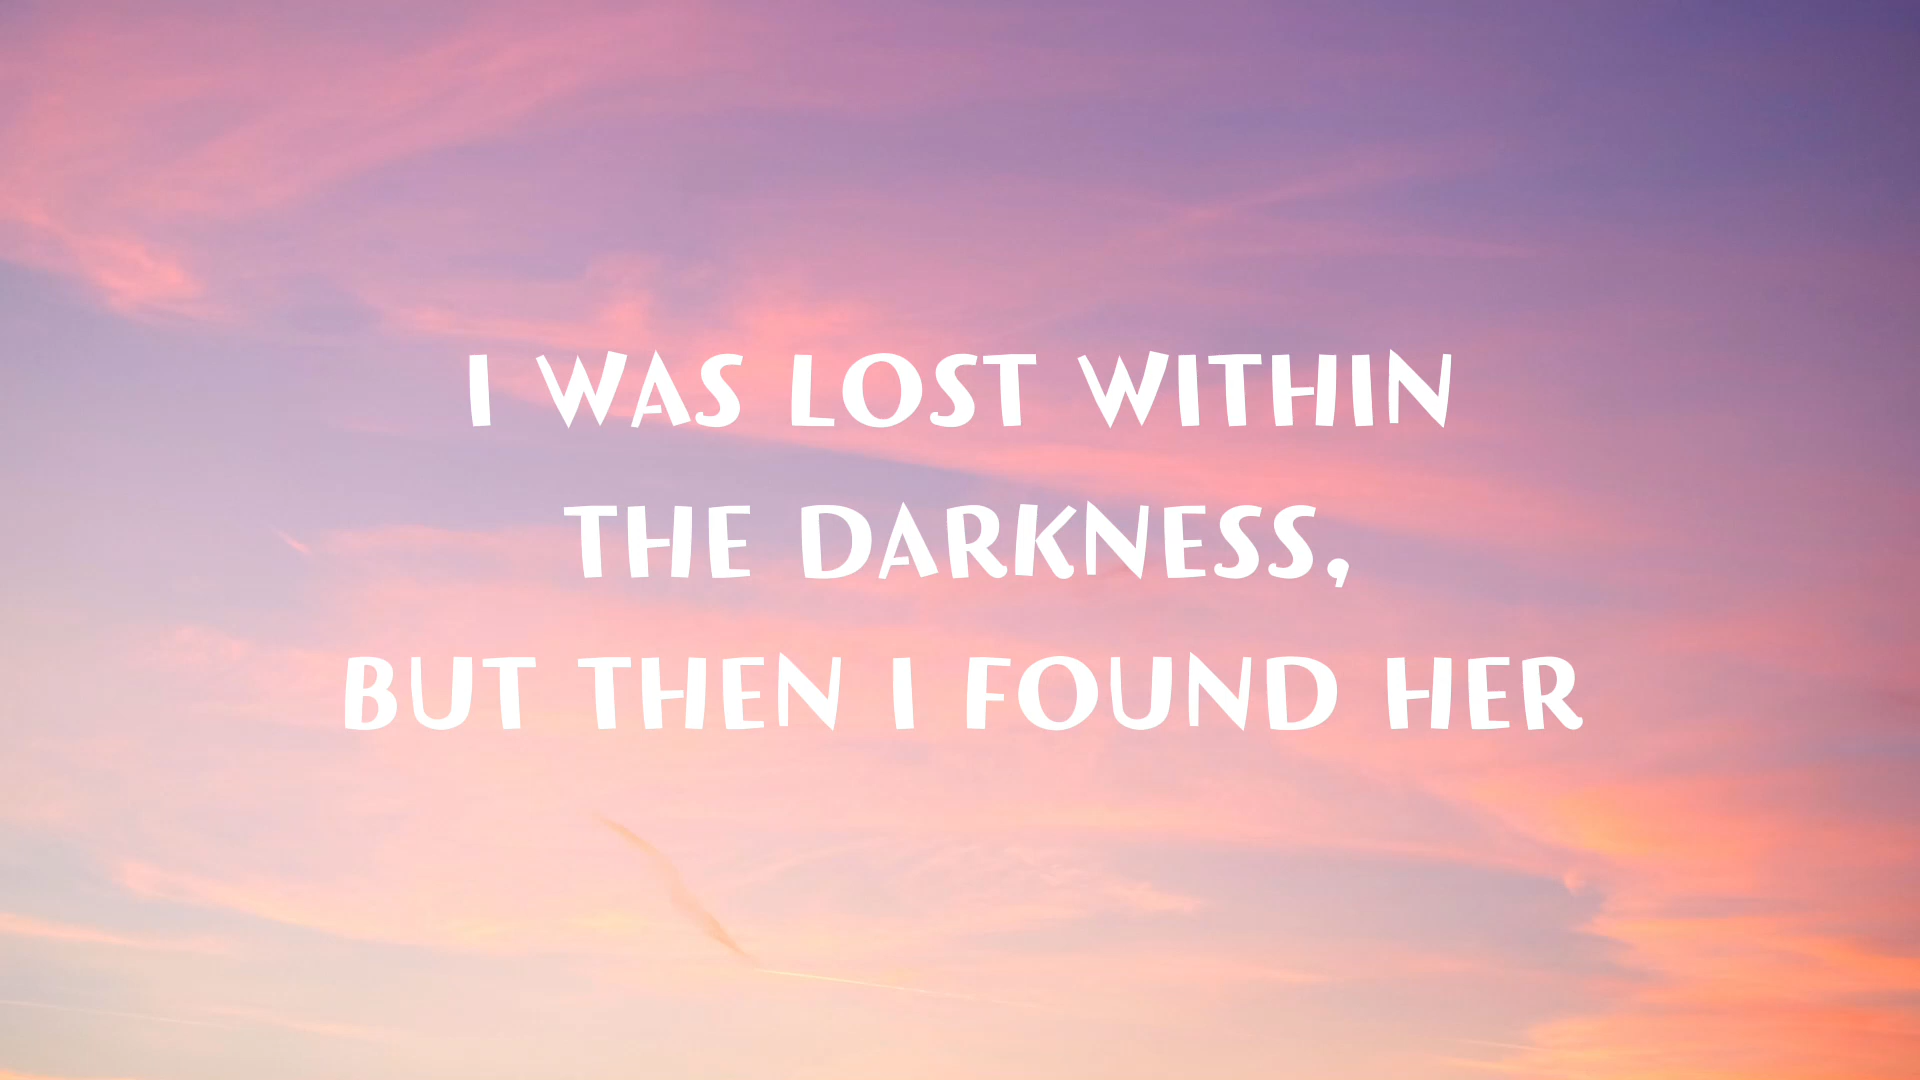 I WAS LOST WITHIN
THE DARKNESS,
BUT THEN I FOUND HER